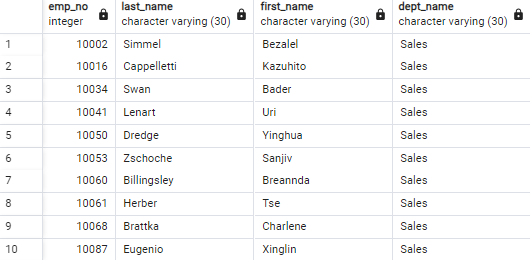 emp_no last_name first_name dept_name
integer character varying (30) character varying (30) character varying (30)
1 10002 Simmel Bezalel Sales
2 10016 Cappelletti Kazuhito Sales
3 10034 Swan Bader Sales
4 10041 Lenart Uri Sales
5 10050 Dredge Yinghua Sales
6 10053 Zschoche Sanjiv Sales
7 10060 Billingsley Breannda Sales
8 10061 Herber Tse Sales
9 10068 Brattka Charlene Sales
10 10087 Eugenio Xinglin Sales